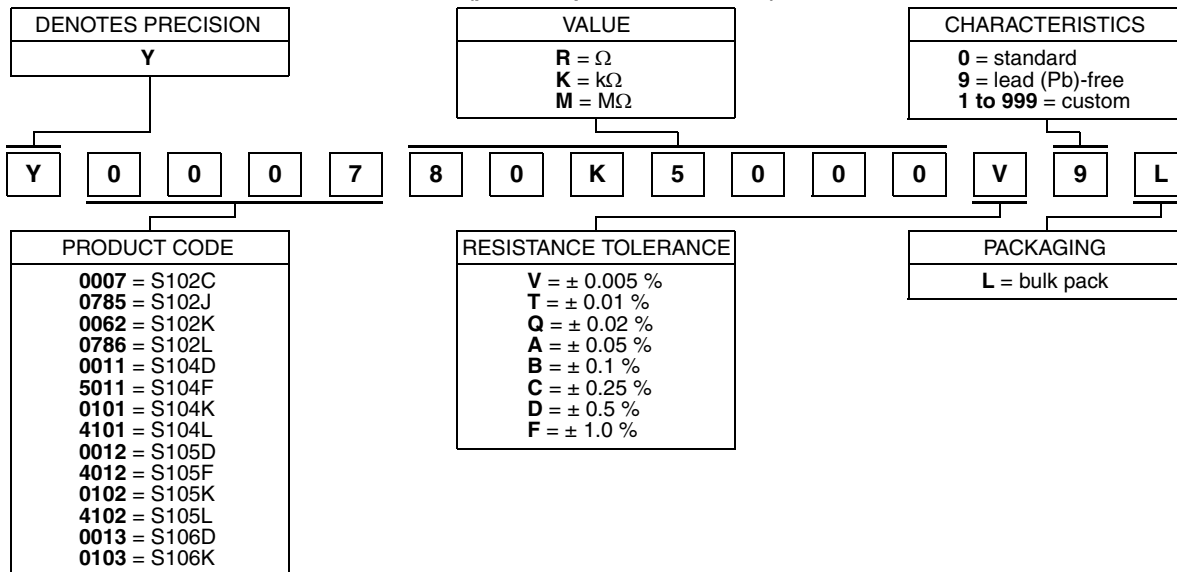 DENOTES PRECISION
Y
VALUE
R = Ω
K = kΩ
M = MΩ
CHARACTERISTICS
0 = standard
9 = lead (Pb)-free
1 to 999 = custom
Y 0 0 0 7 8 0 K 5 0 0 0 V 9 L
PRODUCT CODE
0007 = S102C
0785 = S102J
0062 = S102K
0786 = S102L
0011 = S104D
5011 = S104F
0101 = S104K
4101 = S104L
0012 = S105D
4012 = S105F
0102 = S105K
4102 = S105L
0013 = S106D
0103 = S106K
RESISTANCE TOLERANCE
V = ± 0.005 %
T = ± 0.01 %
Q = ± 0.02 %
A = ± 0.05 %
B = ± 0.1 %
C = ± 0.25 %
D = ± 0.5 %
F = ± 1.0 %
PACKAGING
L = bulk pack